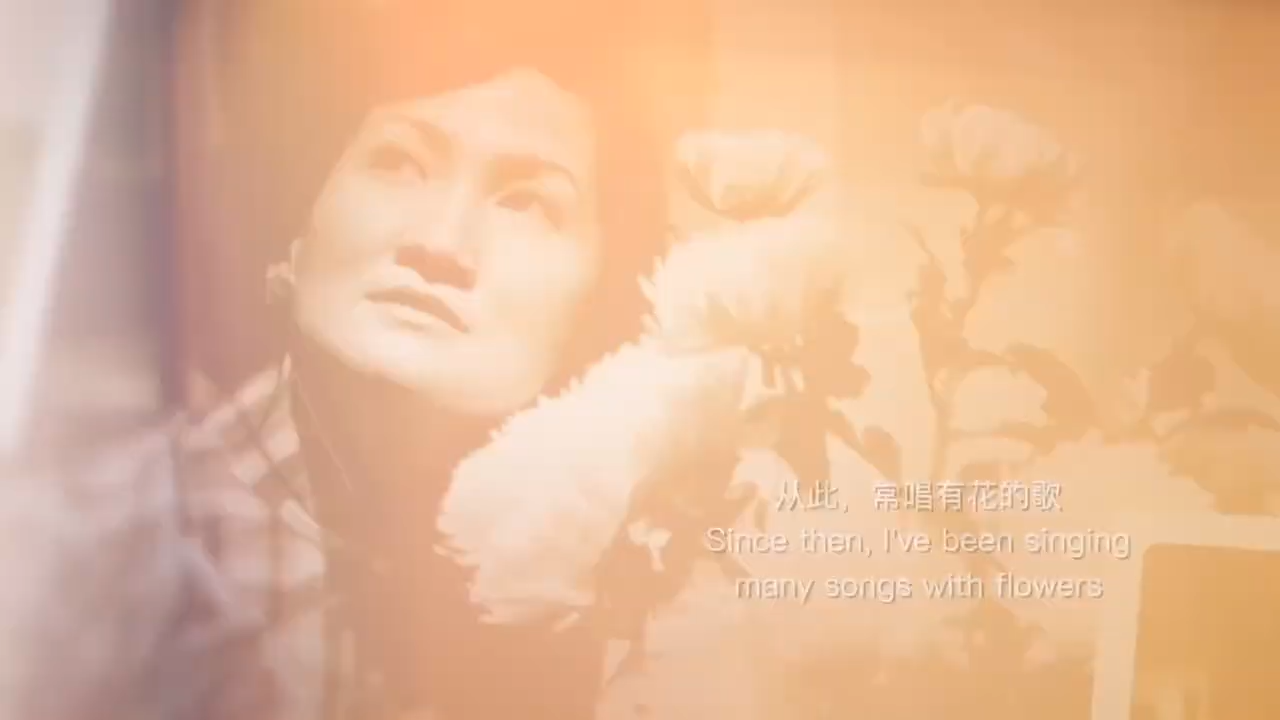 从此，常唱有花的歌
Since then, I've been singing
many songs with flowers